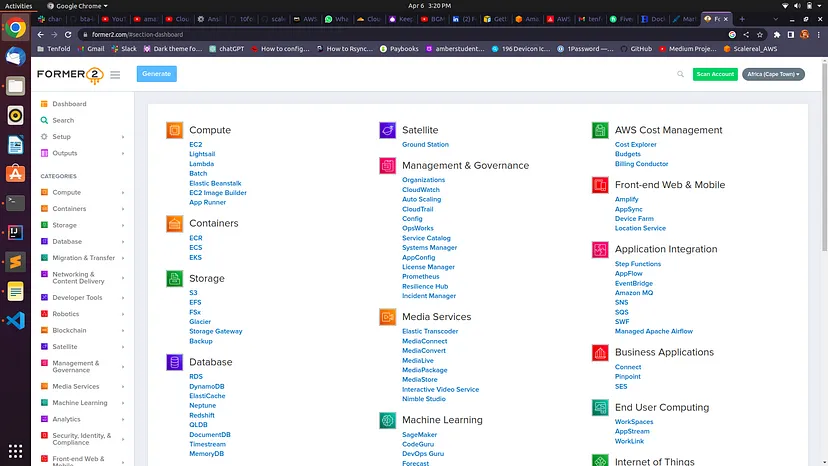 Activities
Google Chrome
Apr 6 3:20 PM
former2.com/#section-dashboard
Tenfold
Gmail
Slack
Dark theme fo...
chatGPT
How to config...
How to Rsync...
Paybooks
amberstudent...
196 Devicon Ic...
1Password —...
GitHub
Medium Proje...
Scalereal_AWS
FORMER2
Generate
Scan Account
Africa (Cape Town)
Dashboard
Search
Setup
Outputs
CATEGORIES
Compute
Containers
Storage
Database
Migration & Transfer
Networking &
Content Delivery
Developer Tools
Robotics
Blockchain
Satellite
Management &
Governance
Media Services
Machine Learning
Analytics
Security, Identity, &
Compliance
Front-end Web &
Mobile
Compute
EC2
Lightsail
Lambda
Batch
Elastic Beanstalk
EC2 Image Builder
App Runner
Containers
ECR
ECS
EKS
Storage
S3
EFS
FSx
Glacier
Storage Gateway
Backup
Database
RDS
DynamoDB
ElastiCache
Neptune
Redshift
QLDB
DocumentDB
Timestream
MemoryDB
Satellite
Ground Station
Management & Governance
Organizations
CloudWatch
Auto Scaling
CloudTrail
Config
OpsWorks
Service Catalog
Systems Manager
AppConfig
License Manager
Prometheus
Resilience Hub
Incident Manager
Media Services
Elastic Transcoder
MediaConnect
MediaConvert
MediaLive
MediaPackage
MediaStore
Interactive Video Service
Nimble Studio
Machine Learning
SageMaker
CodeGuru
DevOps Guru
Forecast
AWS Cost Management
Cost Explorer
Budgets
Billing Conductor
Front-end Web & Mobile
Amplify
AppSync
Device Farm
Location Service
Application Integration
Step Functions
AppFlow
EventBridge
Amazon MQ
SNS
SQS
SWF
Managed Apache Airflow
Business Applications
Connect
Pinpoint
SES
End User Computing
WorkSpaces
AppStream
WorkLink
Internet of Things